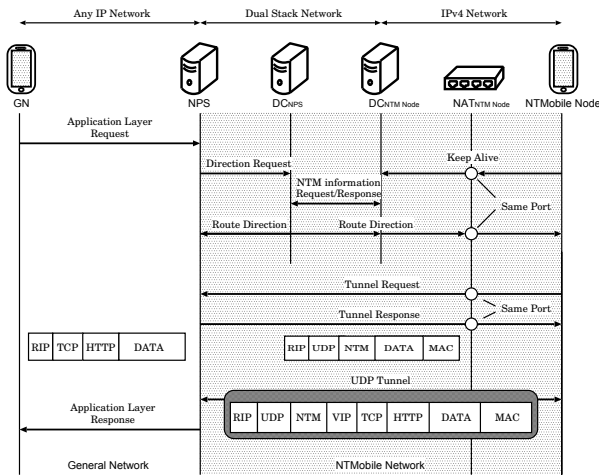 Any IP Network
Dual Stack Network
IPv4 Network
GN
NPS
DCNPS
DCNTM Node
NATNTM Node
NTMobile Node
Application Layer
Request
Direction Request
Keep Alive
NTM information
Request/Response
Same Port
Route Direction
Route Direction
Tunnel Request
Tunnel Response
Same Port
RIP TCP HTTP DATA
RIP UDP NTM DATA MAC
UDP Tunnel
RIP UDP NTM VIP TCP HTTP DATA MAC
Application Layer
Response
General Network
NTMobile Network